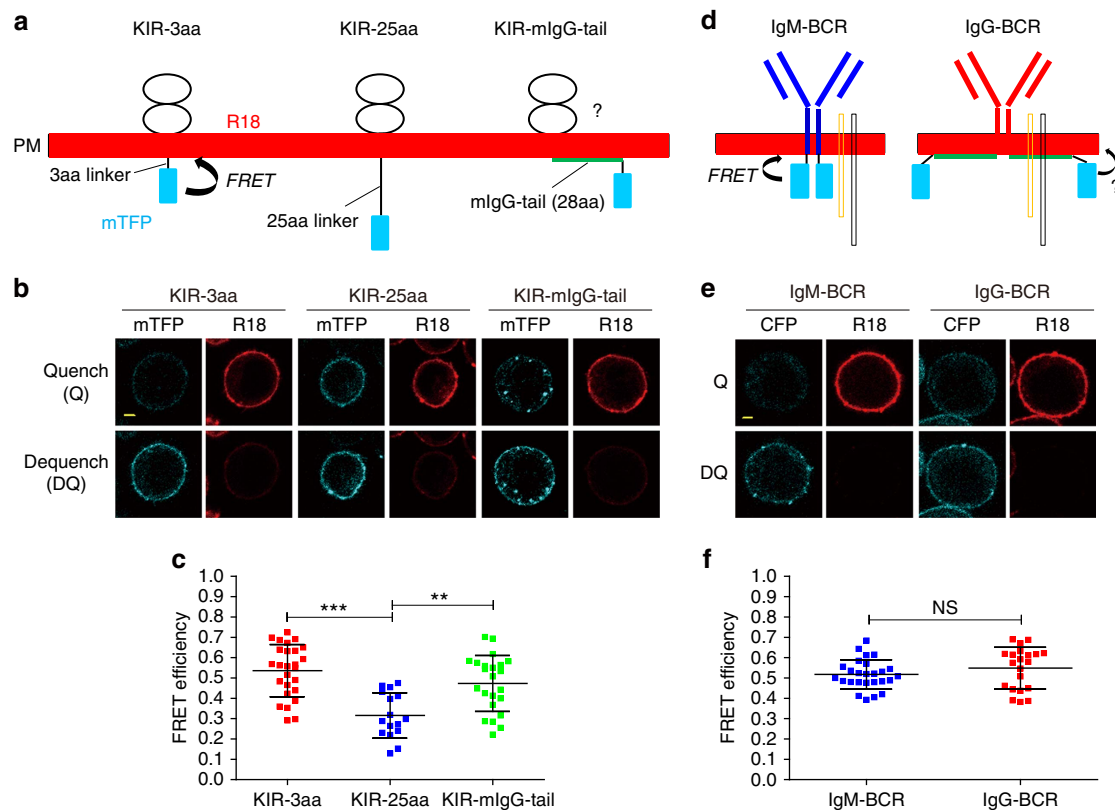 a
KIR-3aa KIR-25aa KIR-mIgG-tail
R18
?
PM
3aa linker
FRET
mTFP
25aa linker
mIgG-tail (28aa)
d
IgM-BCR IgG-BCR
FRET
?
b
KIR-3aa KIR-25aa KIR-mIgG-tail
mTFP R18 mTFP R18 mTFP R18
Quench
(Q)
Dequench
(DQ)
e
IgM-BCR IgG-BCR
CFP R18 CFP R18
Q
DQ
c
FRET efficiency
1.0
0.9
0.8
0.7
0.6
0.5
0.4
0.3
0.2
0.1
0.0
*** **
KIR-3aa KIR-25aa KIR-mIgG-tail
f
FRET efficiency
1.0
0.9
0.8
0.7
0.6
0.5
0.4
0.3
0.2
0.1
0.0
NS
IgM-BCR IgG-BCR